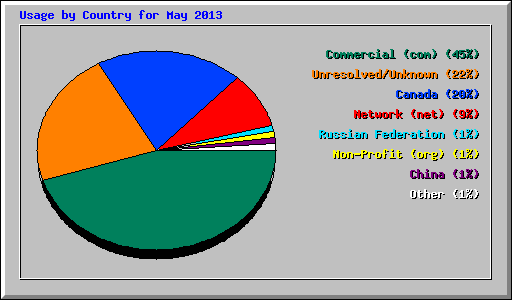 Usage by Country for May 2013
Commercial (com) (45%)
Unresolved/Unknown (22%)
Canada (20%)
Network (net) (9%)
Russian Federation (1%)
Non-Profit (org) (1%)
China (1%)
Other (1%)